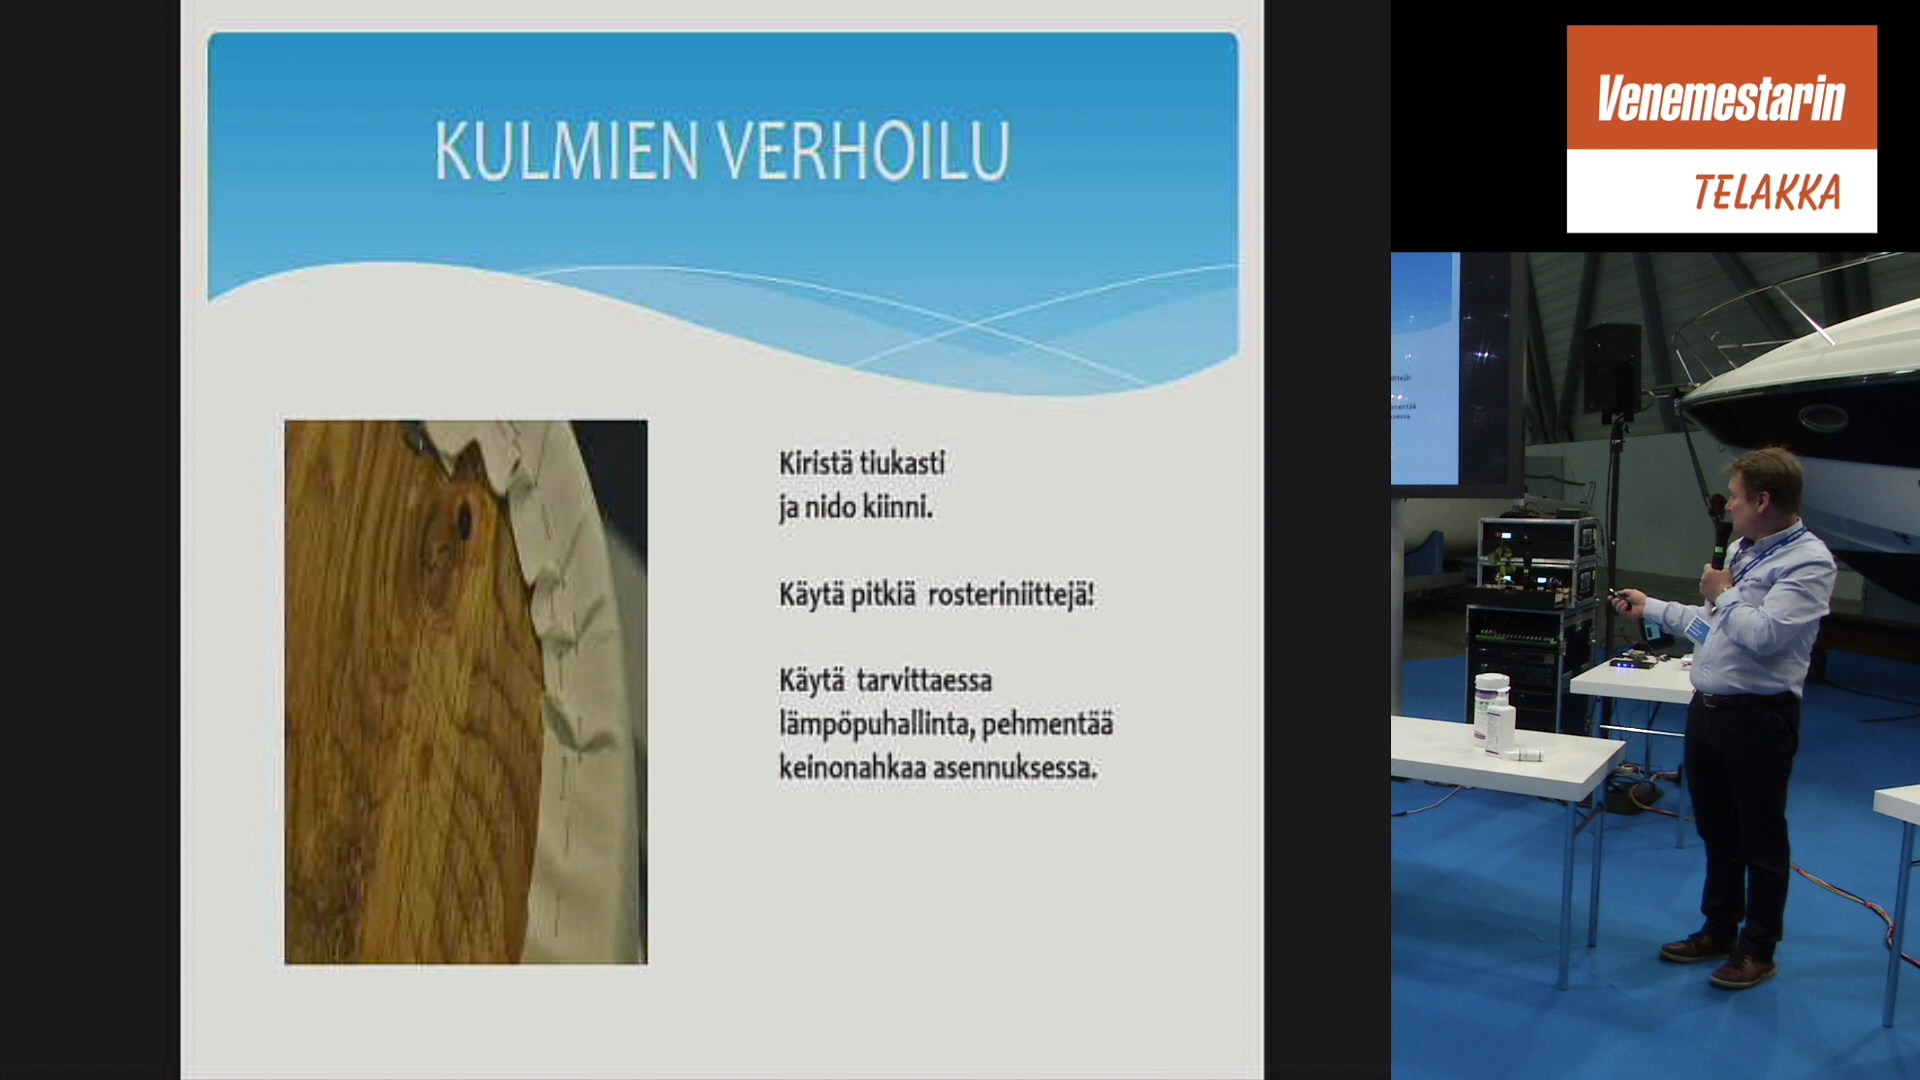 KULMIEN VERHOILU
Kiristä tiukasti
ja nido kiinni.
Käytä pitkiä rosteriniittejä!
Käytä tarvittaessa
lämpöpuhallinta, pehmentää
keinonahkaa asennuksessa.
Venemestarin
TELAKKA